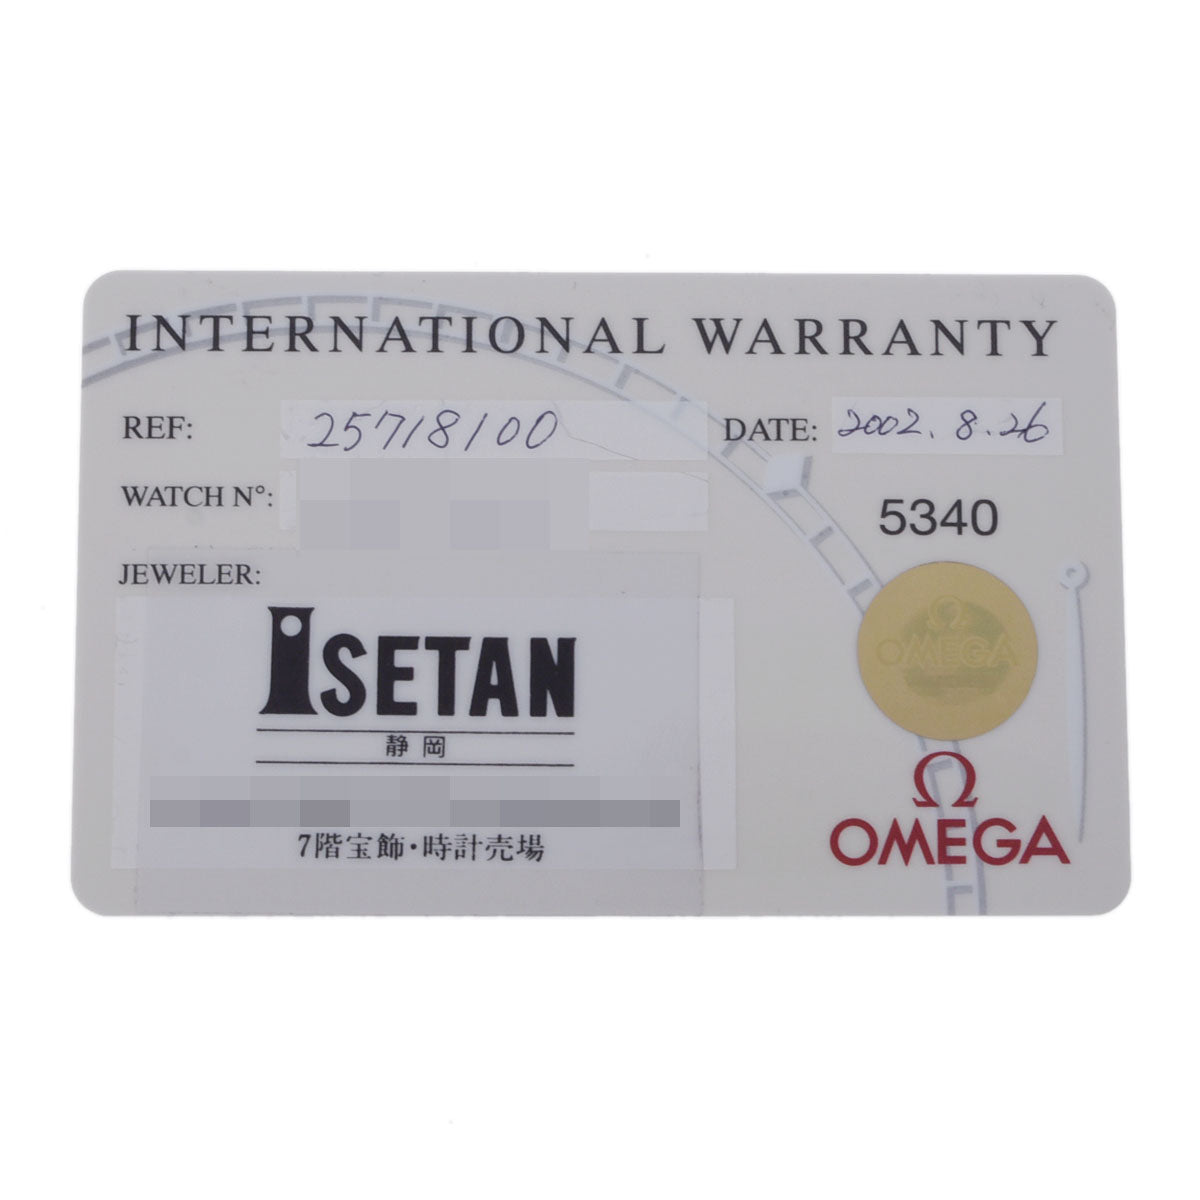 INTERNATIONAL WARRANTY
REF: 25718100
DATE: 2002.8.26
WATCH N°:
5340
JEWELER:
ISETAN
静岡
7階宝飾・時計売場
Ω
OMEGA
Ω
OMEGA